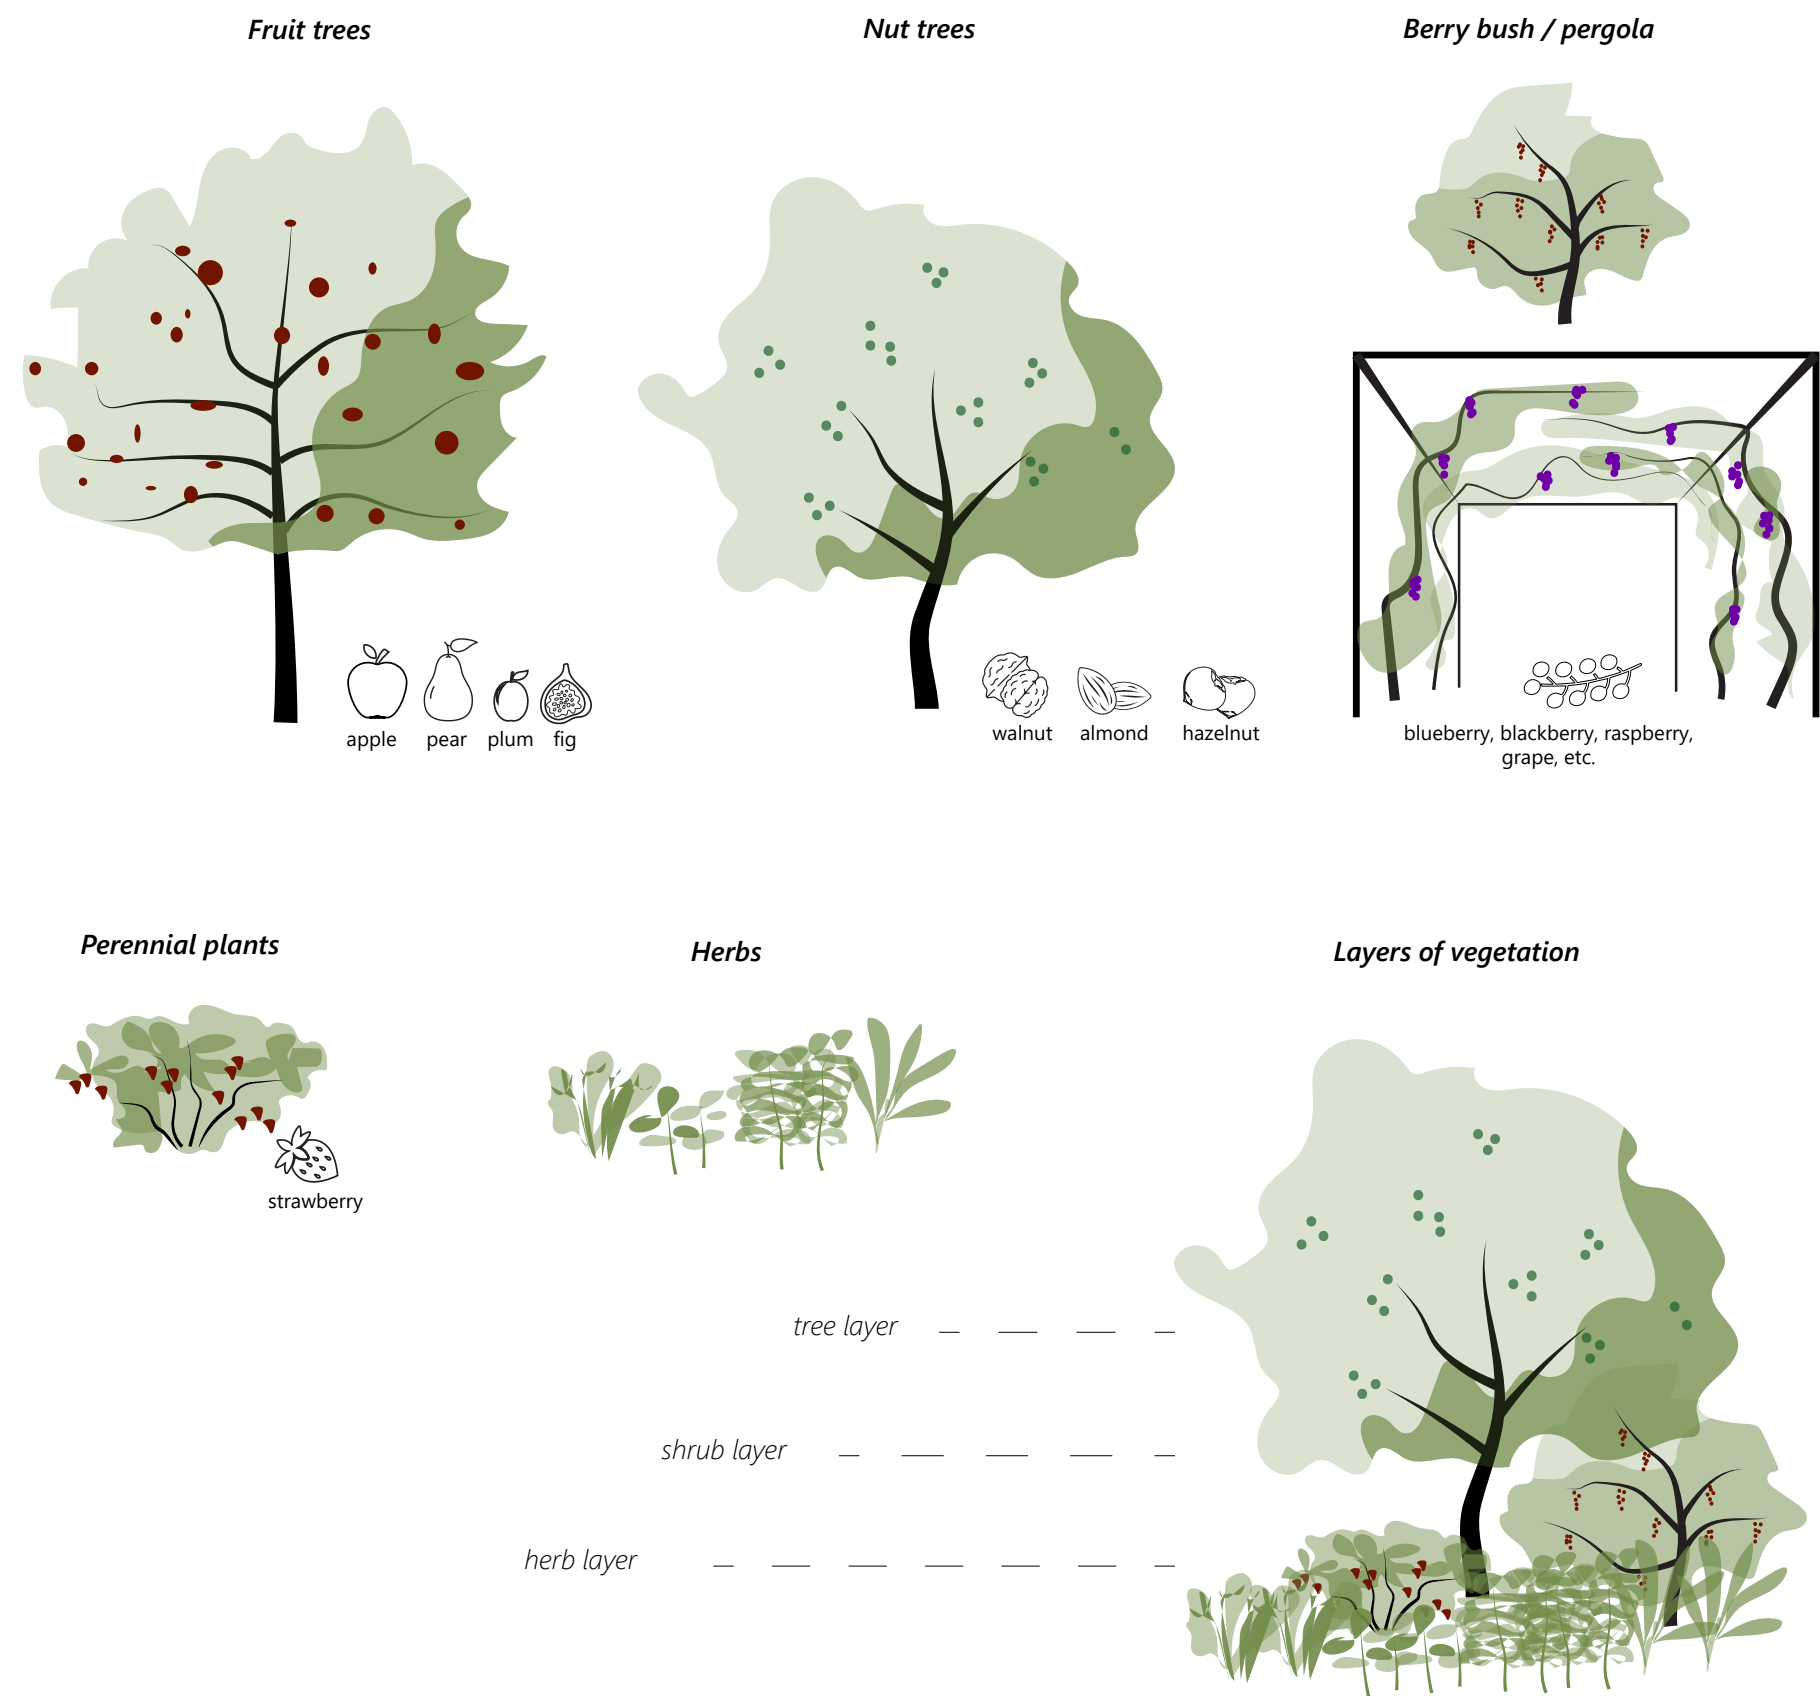 Fruit trees
Nut trees
Berry bush / pergola
apple
pear
plum
fig
walnut
almond
hazelnut
blueberry, blackberry, raspberry,
grape, etc.
Perennial plants
Herbs
Layers of vegetation
strawberry
tree layer
shrub layer
herb layer